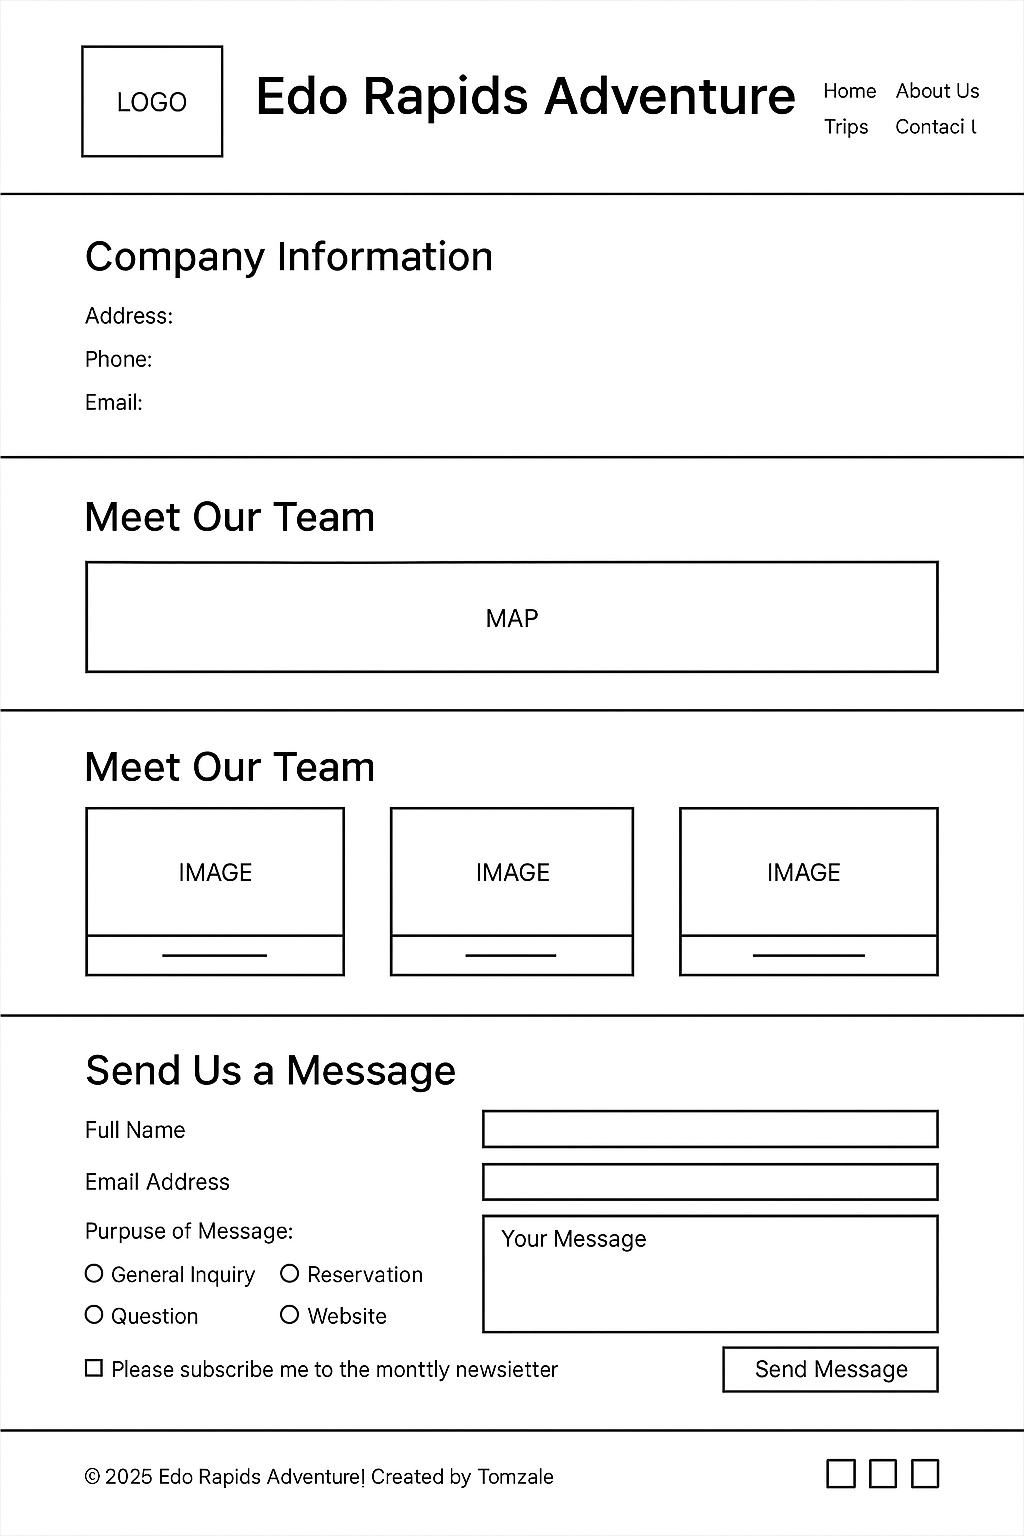 LOGO
Edo Rapids Adventure
Home About Us
Trips Contaci l
Company Information
Address:
Phone:
Email:
Meet Our Team
MAP
Meet Our Team
IMAGE IMAGE IMAGE
Send Us a Message
Full Name
Email Address
Purpuse of Message:
Your Message
General Inquiry Reservation
Question Website
Please subscribe me to the monttly newsietter
Send Message
© 2025 Edo Rapids Adventure| Created by Tomzale